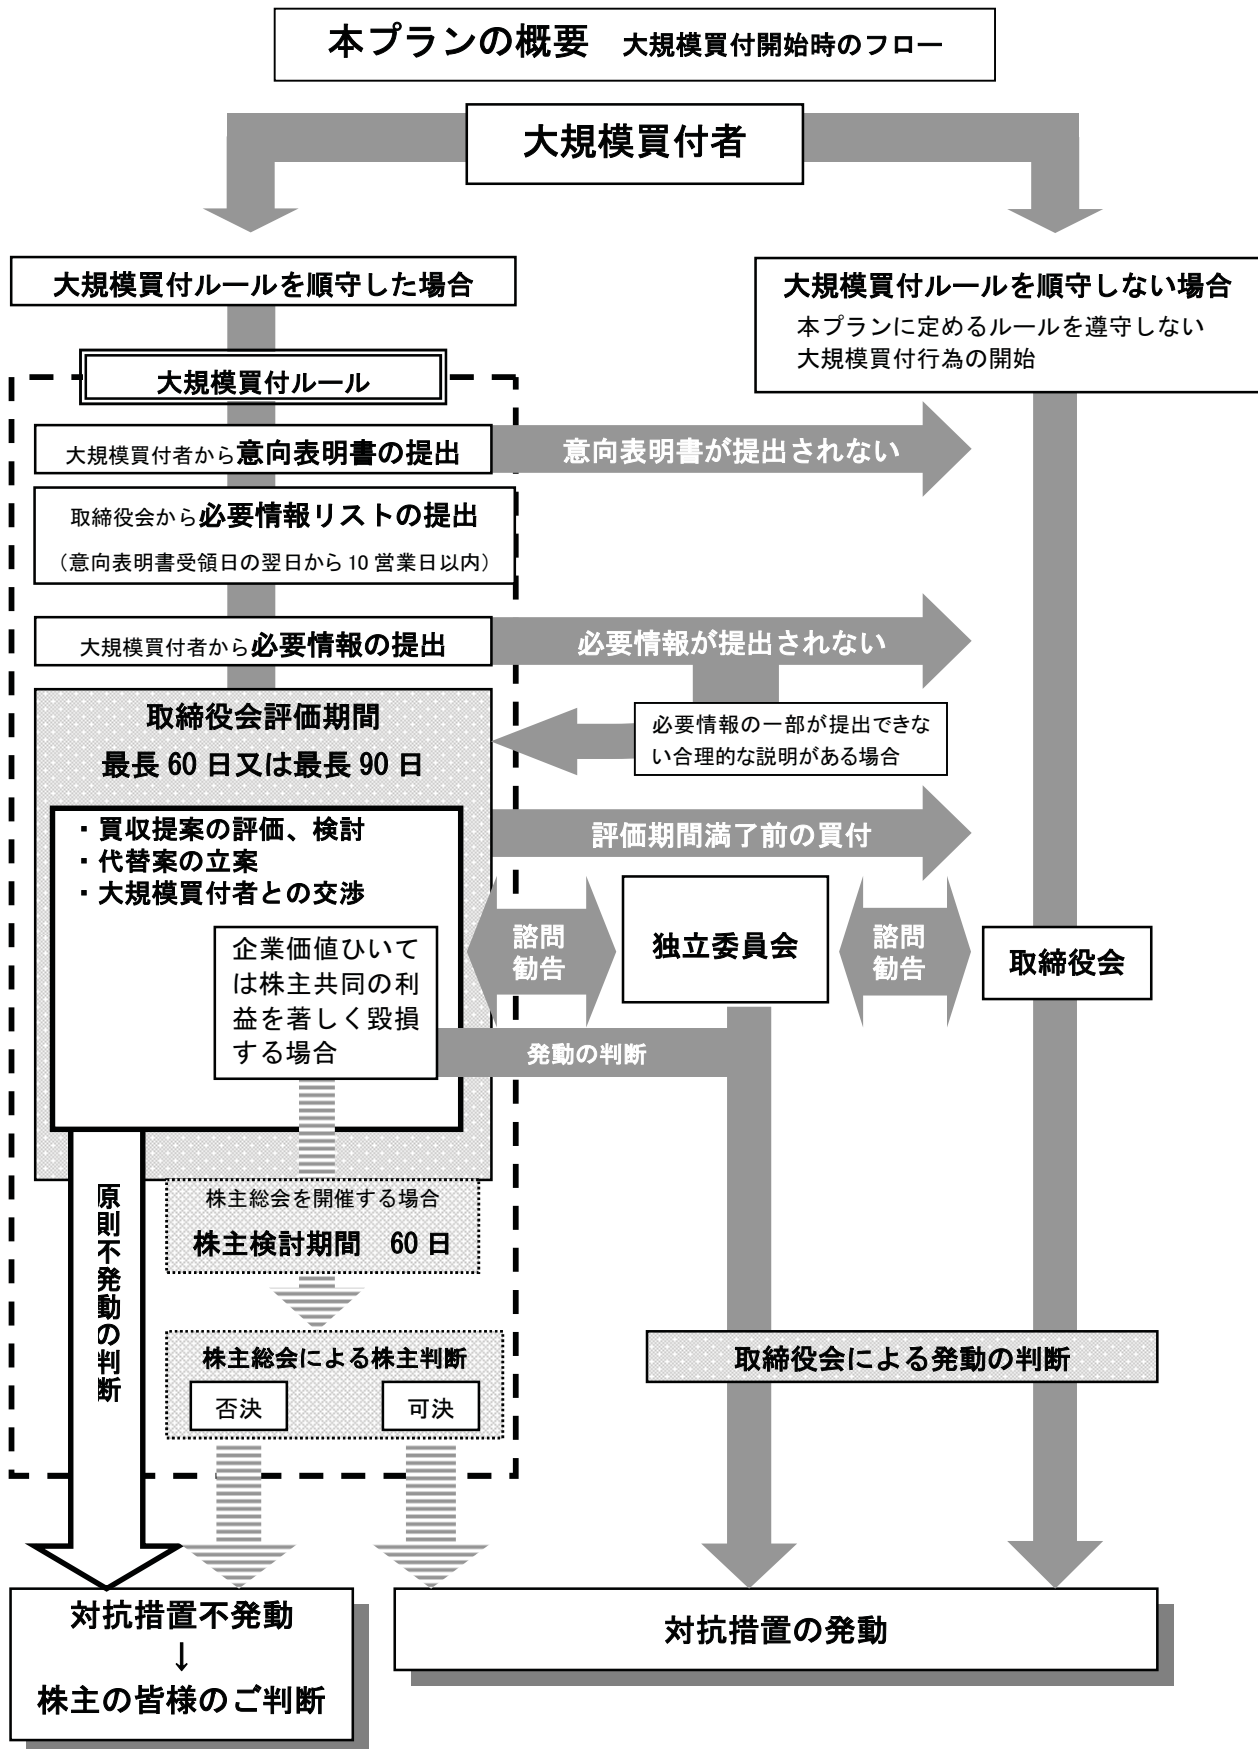 本プランの概要 大規模買付開始時のフロー
大規模買付者
大規模買付ルールを順守した場合
大規模買付ルールを順守しない場合
本プランに定めるルールを遵守しない
大規模買付行為の開始
大規模買付ルール
大規模買付者から意向表明書の提出
意向表明書が提出されない
取締役会から必要情報リストの提出
（意向表明書受領日の翌日から 10 営業日以内）
大規模買付者から必要情報の提出
必要情報が提出されない
取締役会評価期間
最長 60 日又は最長 90 日
必要情報の一部が提出できな
い合理的な説明がある場合
・買収提案の評価、検討
・代替案の立案
・大規模買付者との交渉
評価期間満了前の買付
企業価値ひいて
は株主共同の利
益を著しく毀損
する場合
諮問
勧告
独立委員会
諮問
勧告
取締役会
発動の判断
原則不発動の判断
株主総会を開催する場合
株主検討期間 60 日
株主総会による株主判断
否決
可決
取締役会による発動の判断
対抗措置不発動
↓
株主の皆様のご判断
対抗措置の発動